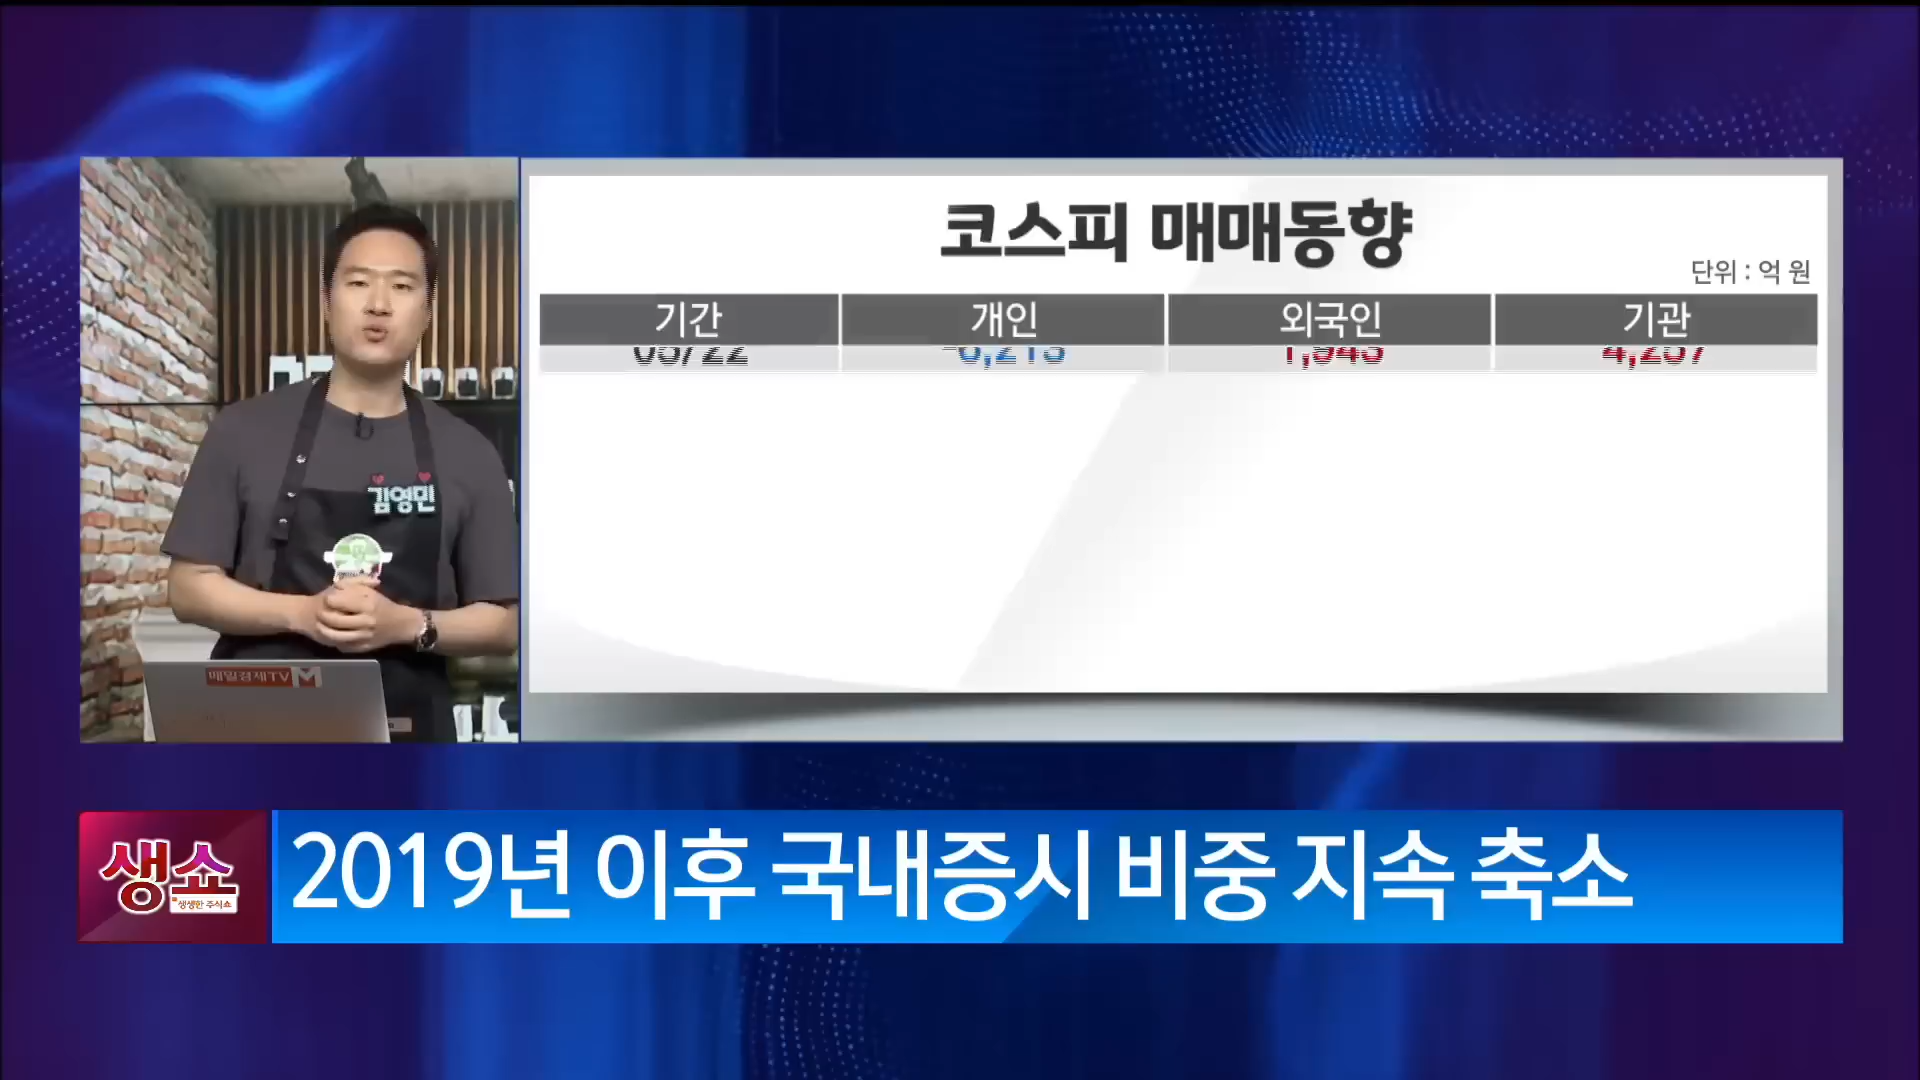 코스피 매매동향
단위 : 억 원
기간 개인 외국인 기관
김영민
매일경제TV M
생쇼
생생한 주식쇼
2019년 이후 국내증시 비중 지속 축소